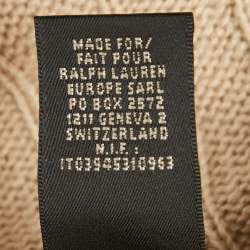 MADE FOR/
FAIT POUR
RALPH LAUREN
EUROPE SARL
PO BOX 2572
1211 GENEVA 2
SWITZERLAND
N.I.F.:
IT03945310963